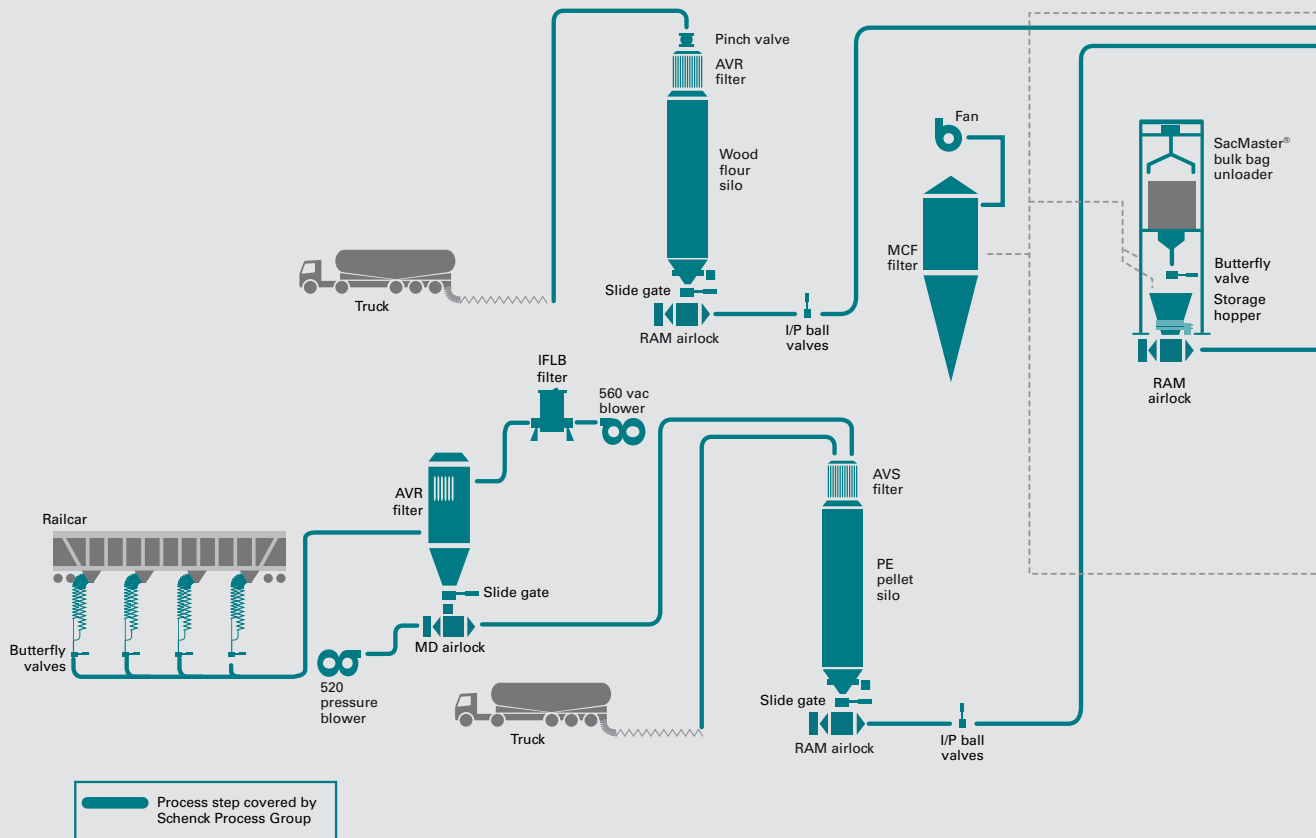 Pinch valve
AVR
filter
Fan
Wood
flour
silo
SacMaster®
bulk bag
unloader
MCF
filter
Butterfly
valve
Slide gate
Storage
hopper
Truck
I/P ball
valves
RAM airlock
RAM
airlock
IFLB
filter
560 vac
blower
AVS
filter
AVR
filter
Railcar
PE
pellet
silo
Slide gate
Butterfly
valves
MD airlock
520
pressure
blower
Slide gate
Truck
RAM airlock
I/P ball
valves
Process step covered by
Schenck Process Group